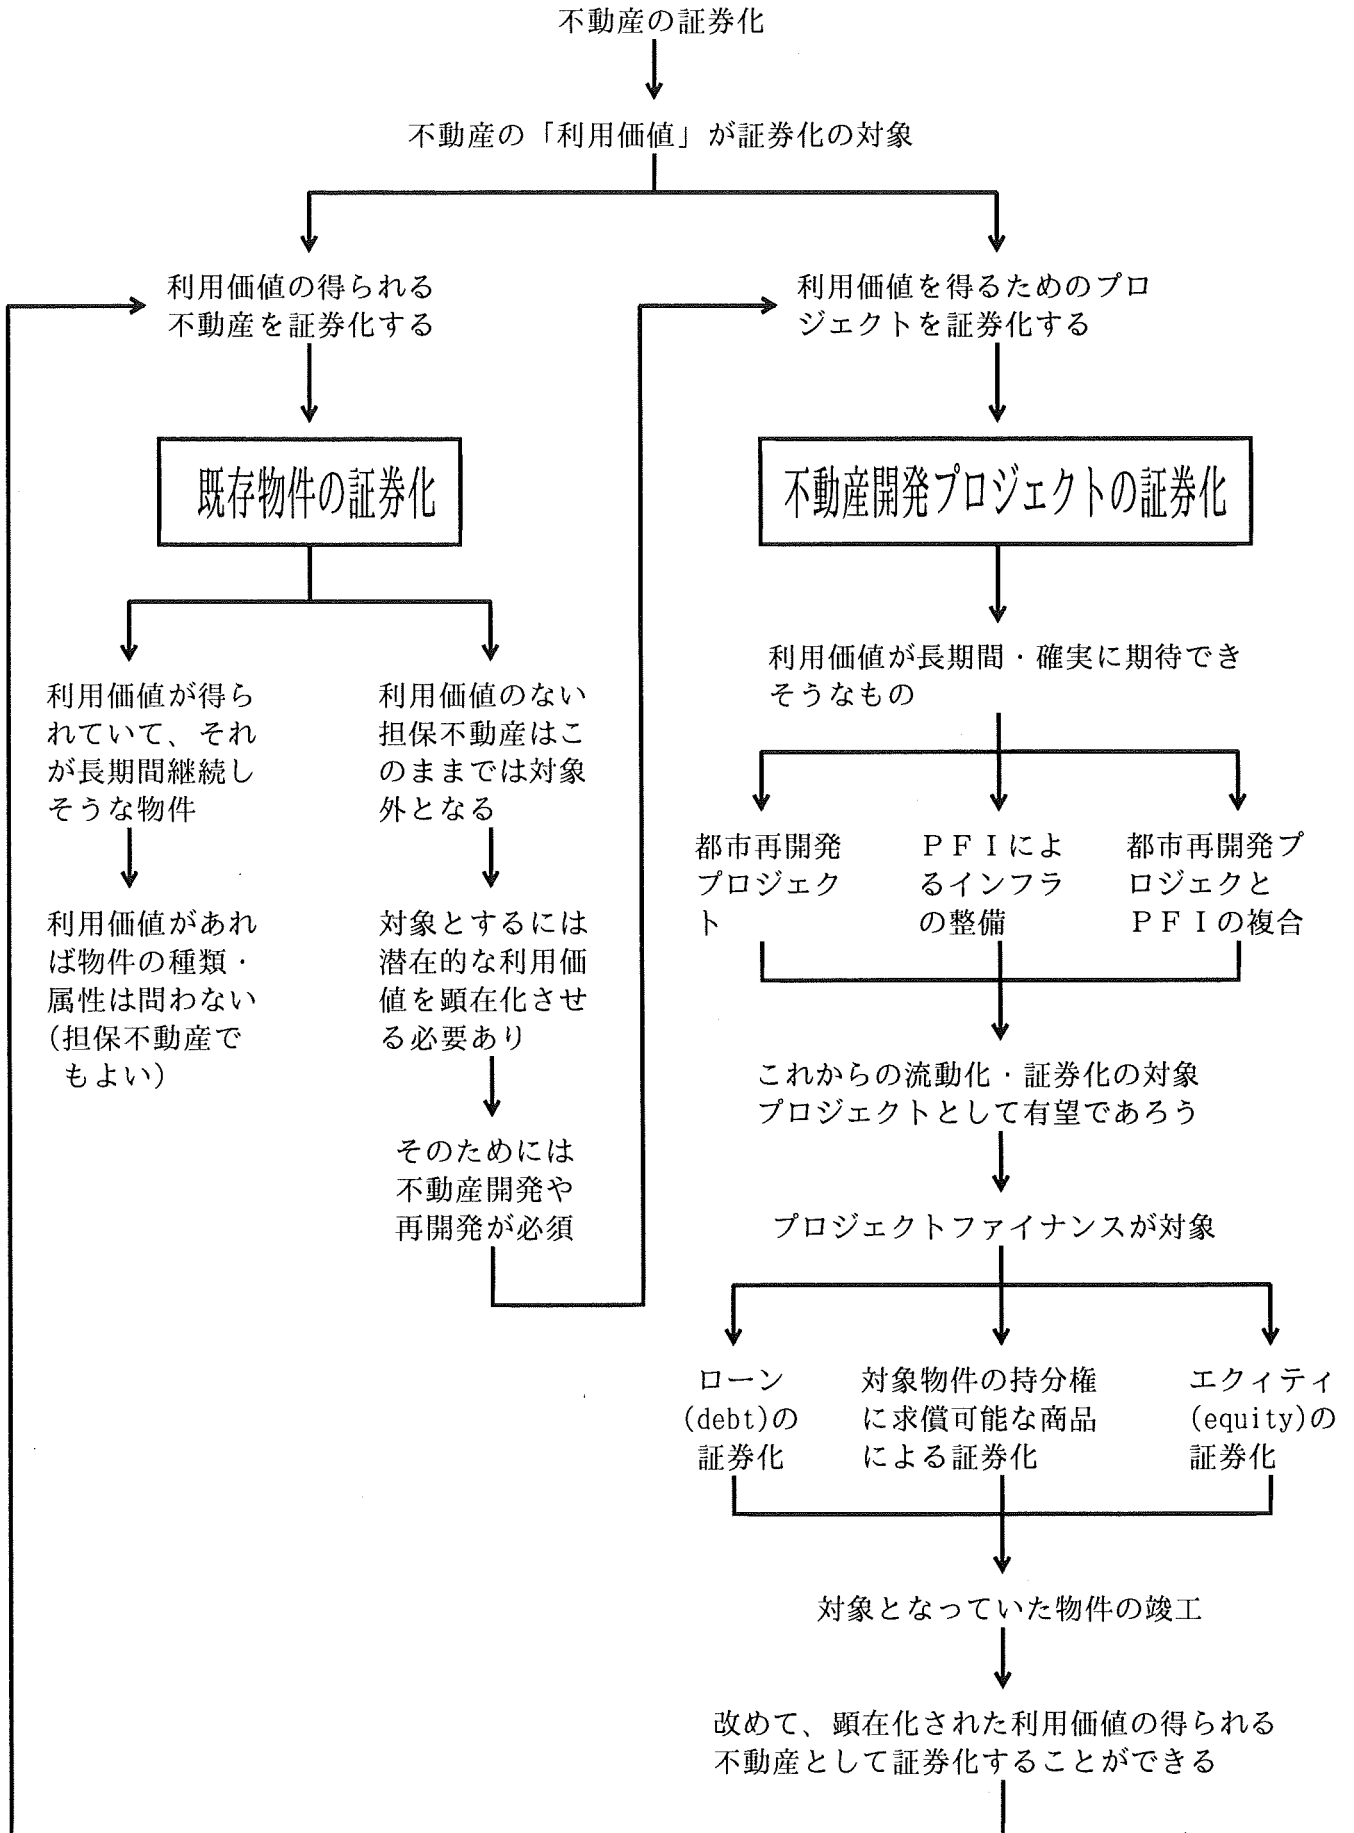 不動産の証券化
不動産の「利用価値」が証券化の対象
利用価値の得られる
不動産を証券化する
利用価値を得るためのプロ
ジェクトを証券化する
既存物件の証券化
不動産開発プロジェクトの証券化
利用価値が得ら
れていて、それ
が長期間継続し
そうな物件
利用価値があれ
ば物件の種類・
属性は問わない
(担保不動産で
もよい)
利用価値のない
担保不動産はこ
のままでは対象
外となる
対象とするには
潜在的な利用価
値を顕在化させ
る必要あり
そのためには
不動産開発や
再開発が必須
利用価値が長期間・確実に期待でき
そうなもの
都市再開発
プロジェク
ト
ＰＦＩによ
るインフラ
の整備
都市再開発プ
ロジェクと
ＰＦＩの複合
これからの流動化・証券化の対象
プロジェクトとして有望であろう
プロジェクトファイナンスが対象
ローン
(debt)の
証券化
対象物件の持分権
に求償可能な商品
による証券化
エクィティ
(equity)の
証券化
対象となっていた物件の竣工
改めて、顕在化された利用価値の得られる
不動産として証券化することができる